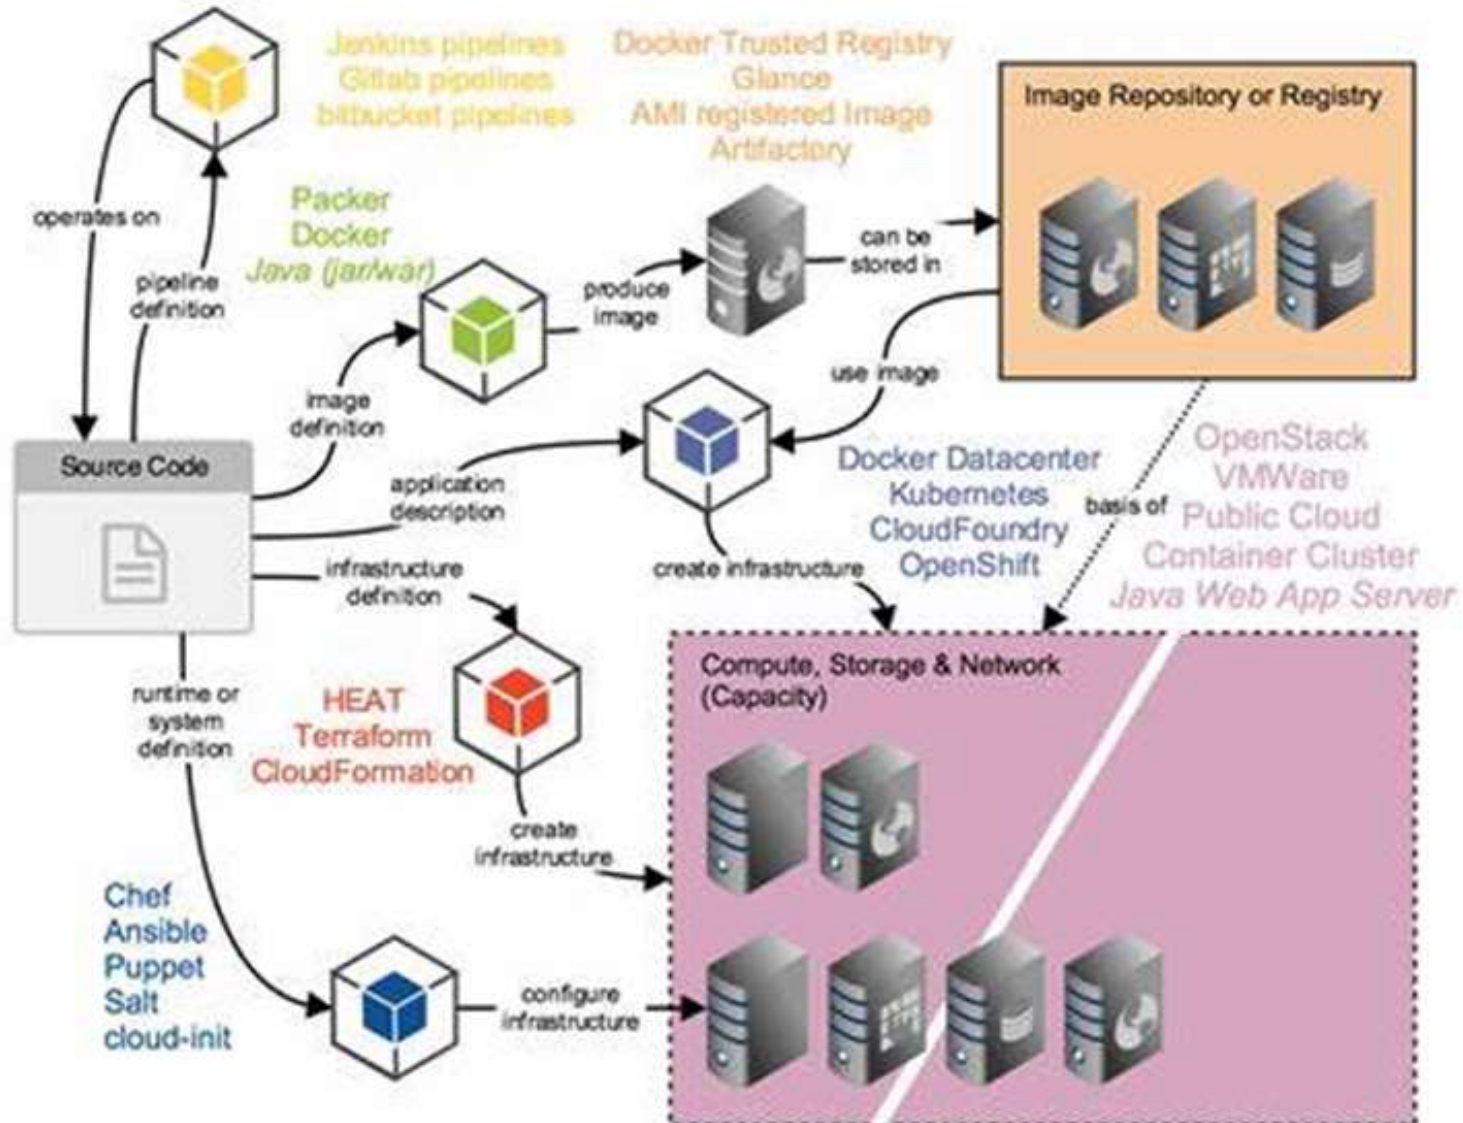 Jenkins pipelines
Gitlab pipelines
bitbucket pipelines
Docker Trusted Registry
Glance
AMI registered Image
Artifactory
Image Repository or Registry
operates on
pipeline
definition
Packer
Docker
Java (jar/war)
produce
image
can be
stored in
use image
image
definition
Source Code
application
description
Docker Datacenter
Kubernetes
CloudFoundry
OpenShift
basis of
OpenStack
VMWare
Public Cloud
Container Cluster
Java Web App Server
infrastructure
definition
create infrastructure
runtime or
system
definition
HEAT
Terraform
CloudFormation
Compute, Storage & Network
(Capacity)
create
infrastructure
Chef
Ansible
Puppet
Salt
cloud-init
configure
infrastructure